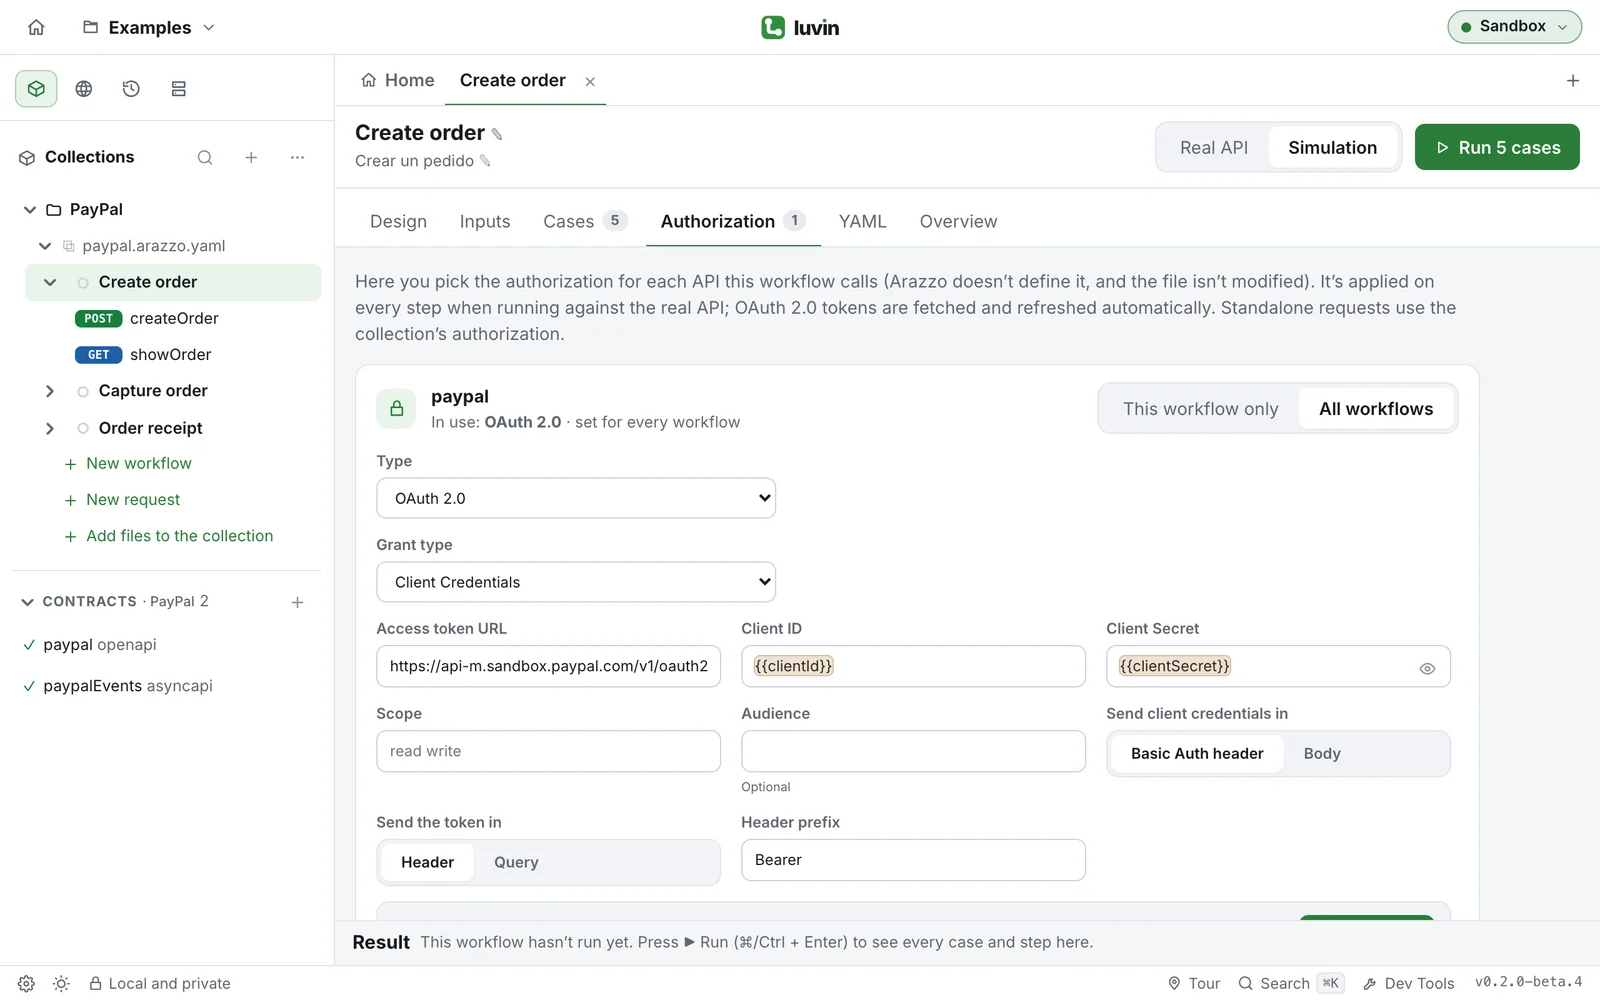 Examples
luvin
Sandbox
Home
Create order
Collections
Create order
Crear un pedido
Real API
Simulation
Run 5 cases
PayPal
paypal.arazzo.yaml
Create order
POST createOrder
GET showOrder
Capture order
Order receipt
+ New workflow
+ New request
+ Add files to the collection
CONTRACTS · PayPal 2
paypal openapi
paypalEvents asyncapi
Design
Inputs
Cases 5
Authorization 1
YAML
Overview
Here you pick the authorization for each API this workflow calls (Arazzo doesn’t define it, and the file isn’t modified). It’s applied on
every step when running against the real API; OAuth 2.0 tokens are fetched and refreshed automatically. Standalone requests use the
collection’s authorization.
paypal
In use: OAuth 2.0 · set for every workflow
This workflow only
All workflows
Type
OAuth 2.0
Grant type
Client Credentials
Access token URL
Client ID
Client Secret
https://api-m.sandbox.paypal.com/v1/oauth2
{{clientId}}
{{clientSecret}}
Scope
Audience
Send client credentials in
read write
Basic Auth header
Body
Optional
Send the token in
Header prefix
Header
Query
Bearer
Result This workflow hasn’t run yet. Press ▶ Run (⌘/Ctrl + Enter) to see every case and step here.
Local and private
Tour
Search ⌘K
Dev Tools
v0.2.0-beta.4